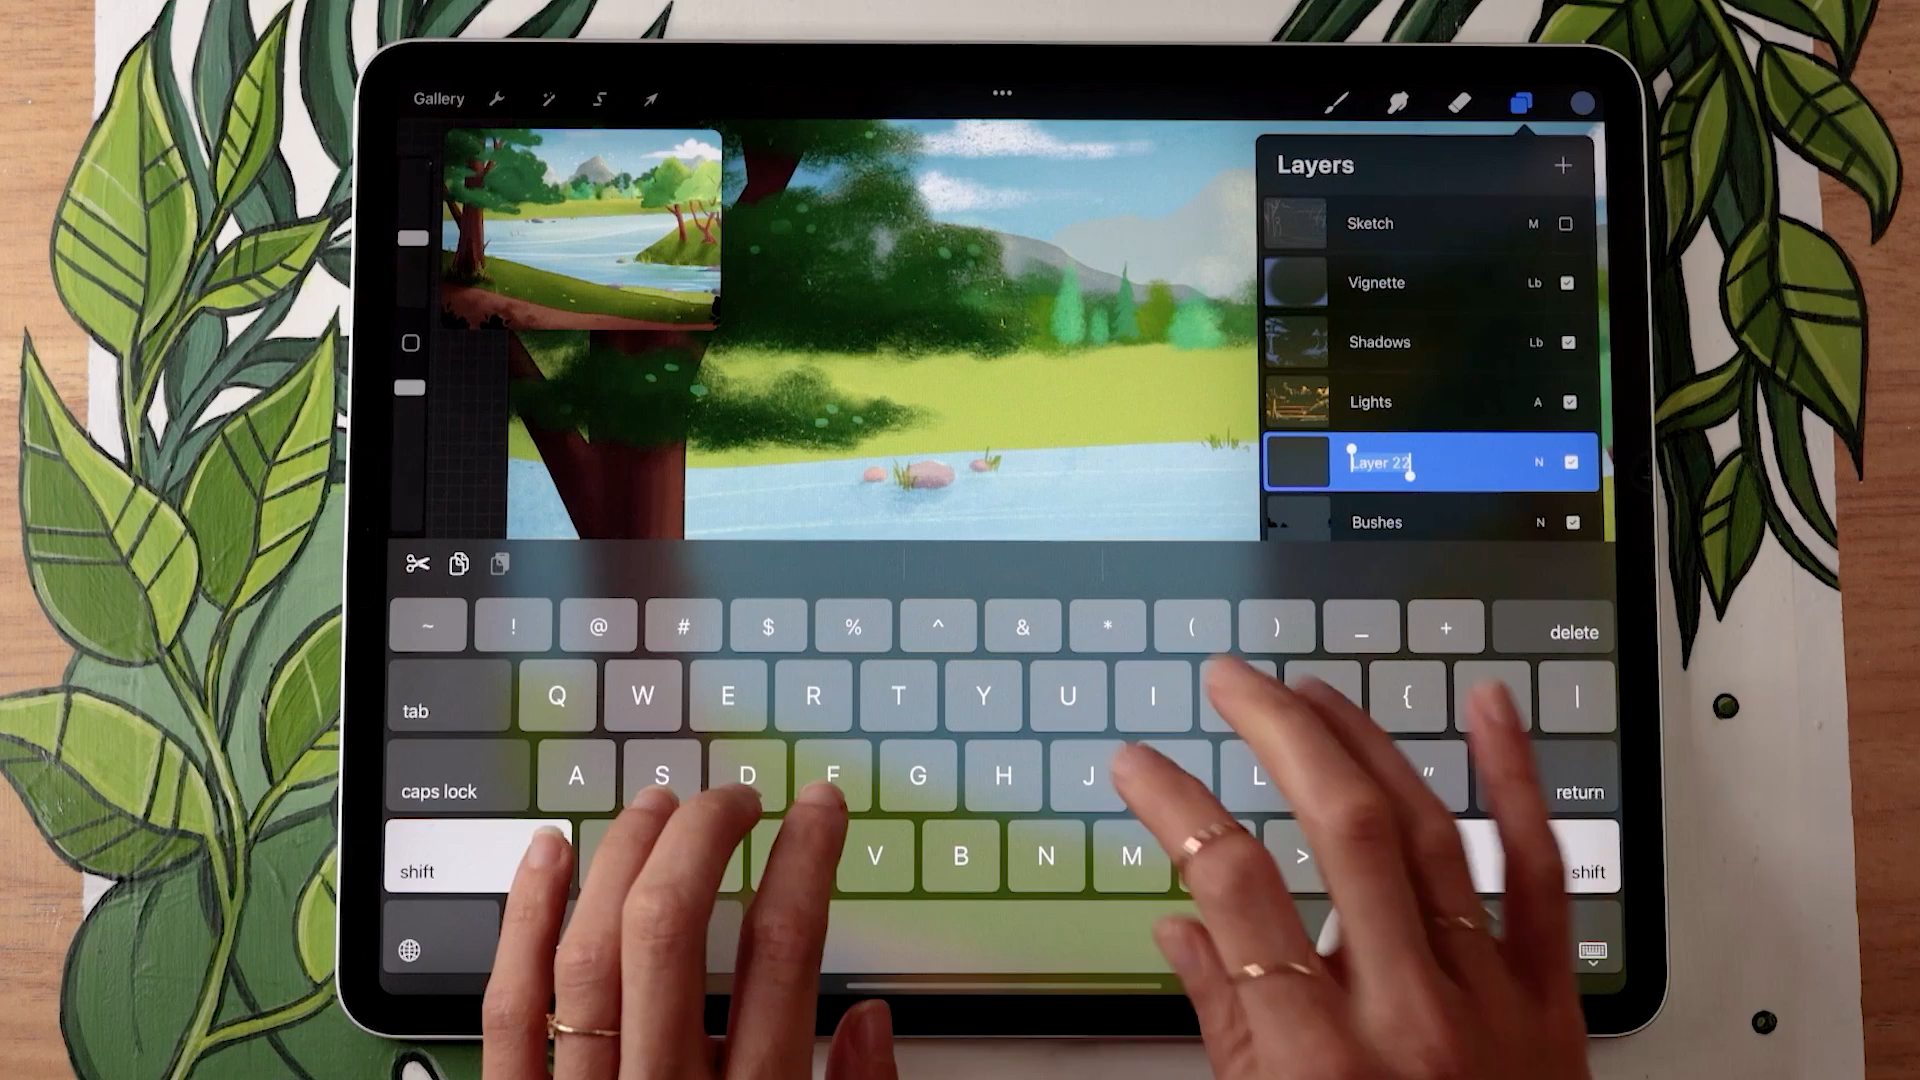 Gallery
Layers
Sketch M
Vignette Lb
Shadows Lb
Lights A
Layer 22 N
Bushes N
~ ! @ # $ % ^ & * ( ) _ + delete
tab Q W E R T Y U I { |
caps lock A S D F G H J L " return
shift V B N M > shift